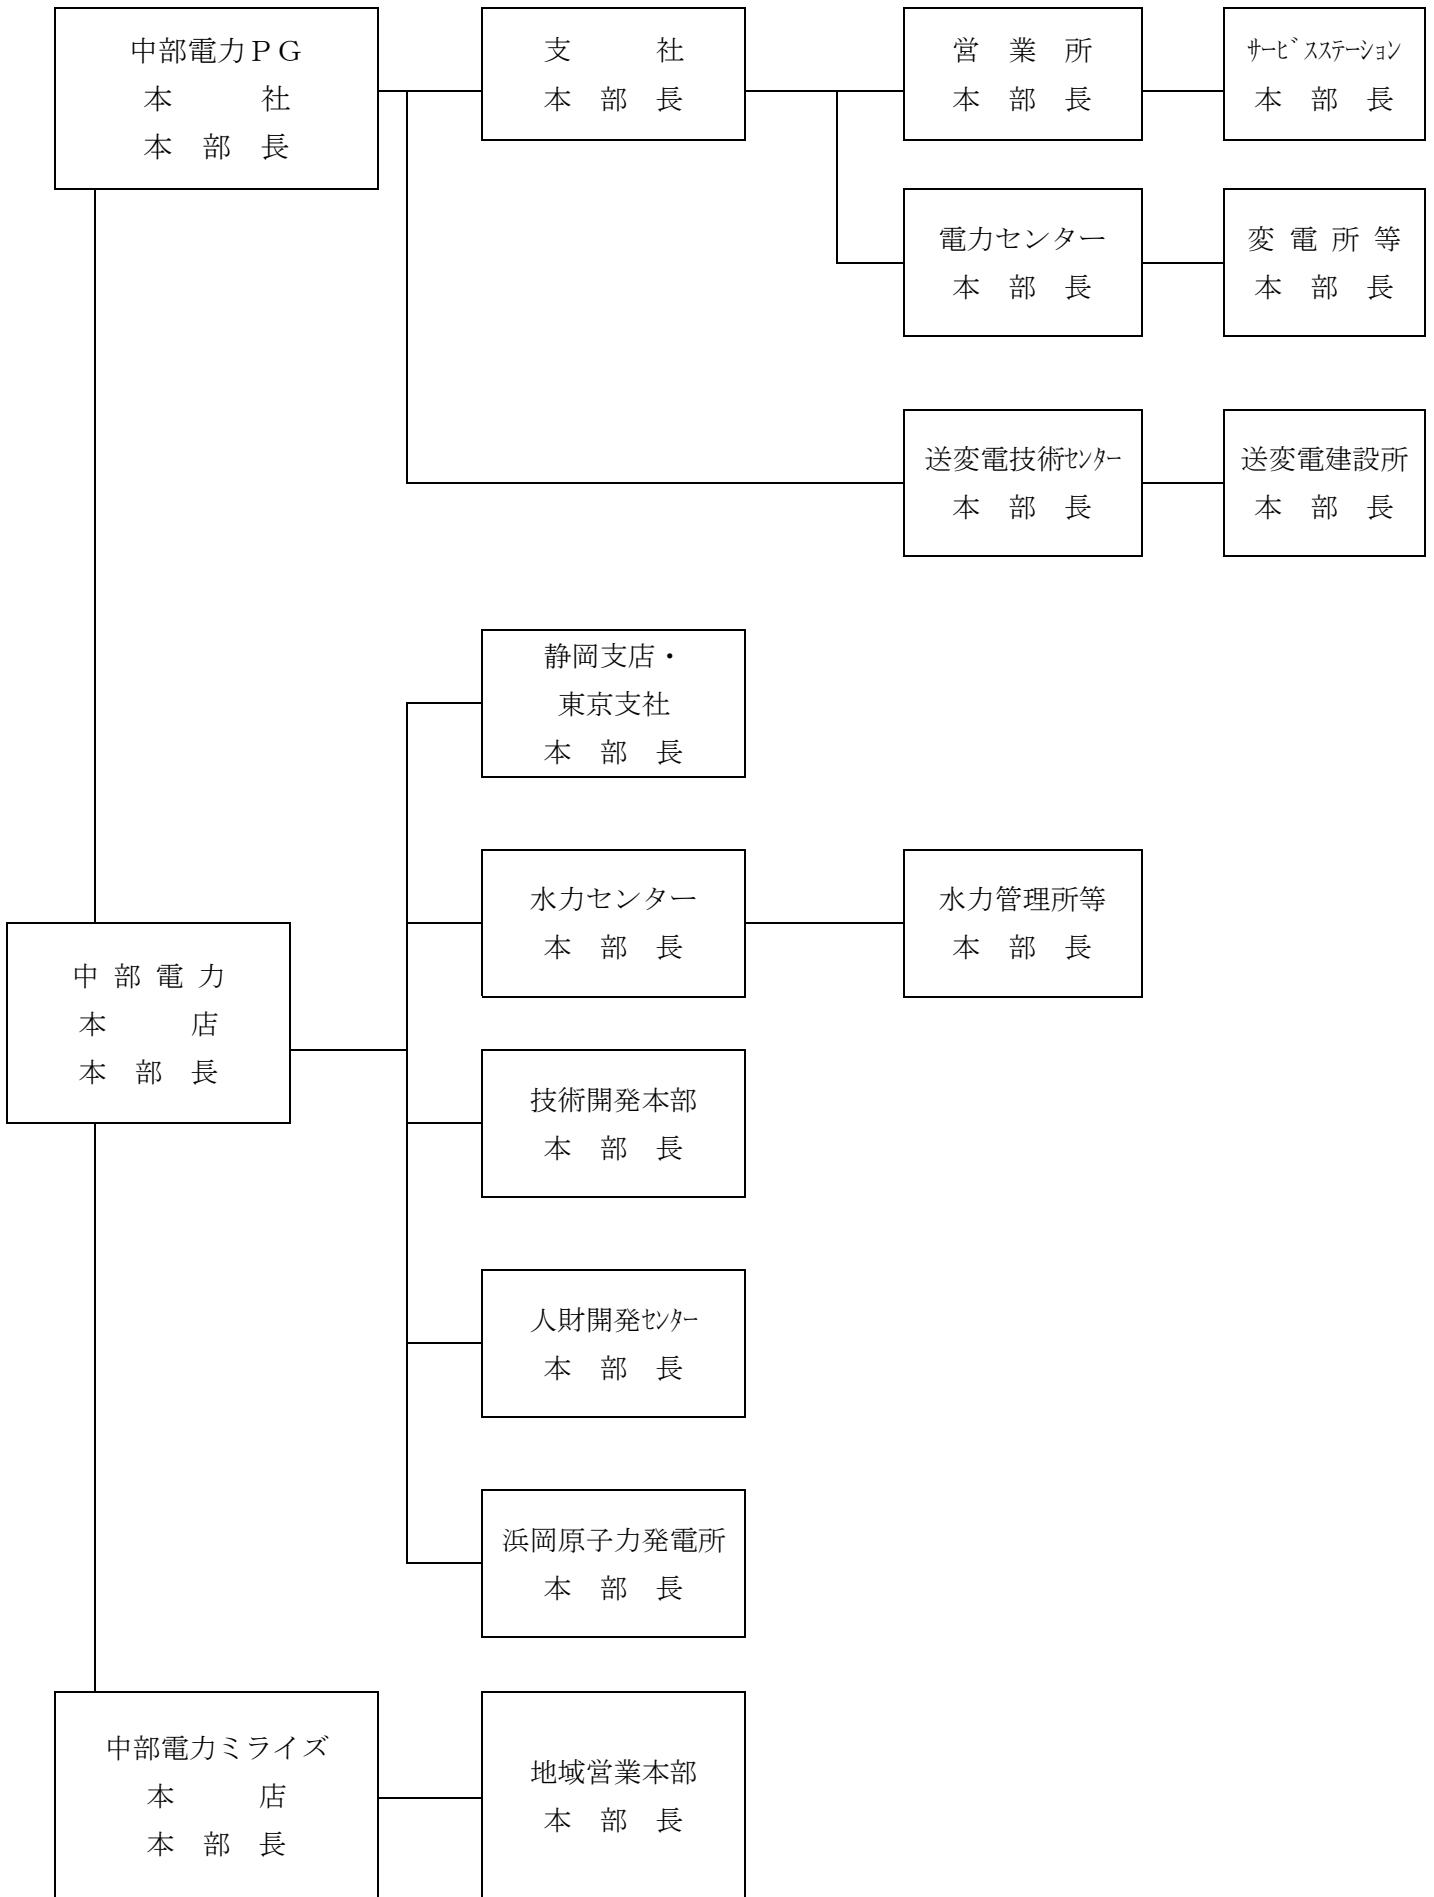 中部電力ＰＧ
本　　　社
本　部　長
支　　　社
本　部　長
営　業　所
本　部　長
ｻｰﾋﾞｽｽﾃｰｼｮﾝ
本　部　長
電力センター
本　部　長
変 電 所 等
本　部　長
送変電技術ｾﾝﾀｰ
本　部　長
送変電建設所
本　部　長
静岡支店・
東京支社
本　部　長
水力センター
本　部　長
水力管理所等
本　部　長
中 部 電 力
本　　　店
本　部　長
技術開発本部
本　部　長
人財開発ｾﾝﾀｰ
本　部　長
浜岡原子力発電所
本　部　長
中部電力ミライズ
本　　　店
本　部　長
地域営業本部
本　部　長